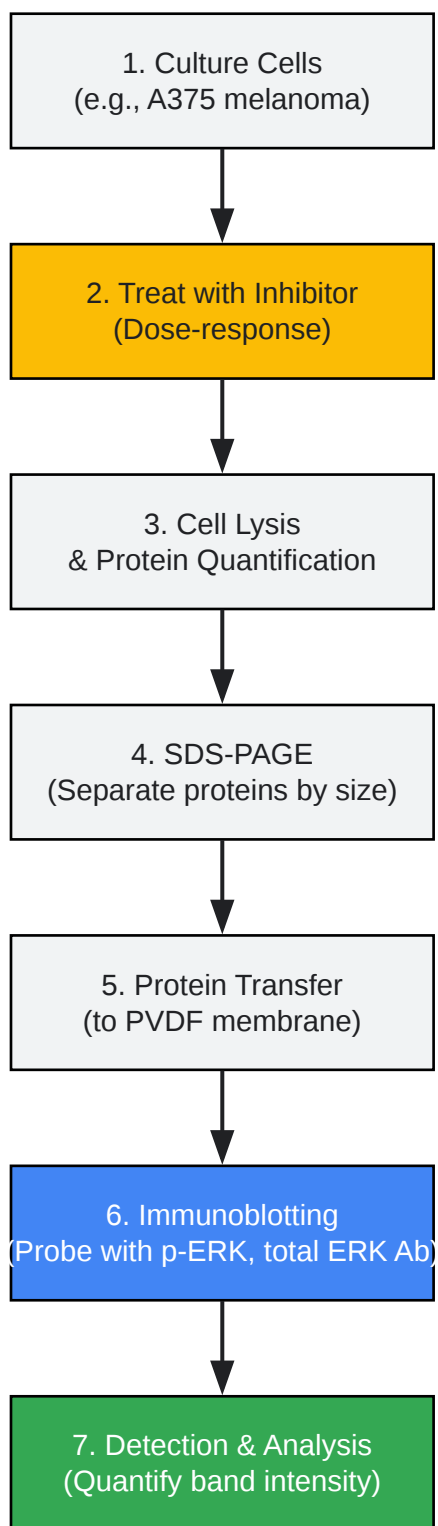 1. Culture Cells
(e.g., A375 melanoma)
2. Treat with Inhibitor
(Dose-response)
3. Cell Lysis
& Protein Quantification
4. SDS-PAGE
(Separate proteins by size)
5. Protein Transfer
(to PVDF membrane)
6. Immunoblotting
(Probe with p-ERK, total ERK Ab)
7. Detection & Analysis
(Quantify band intensity)